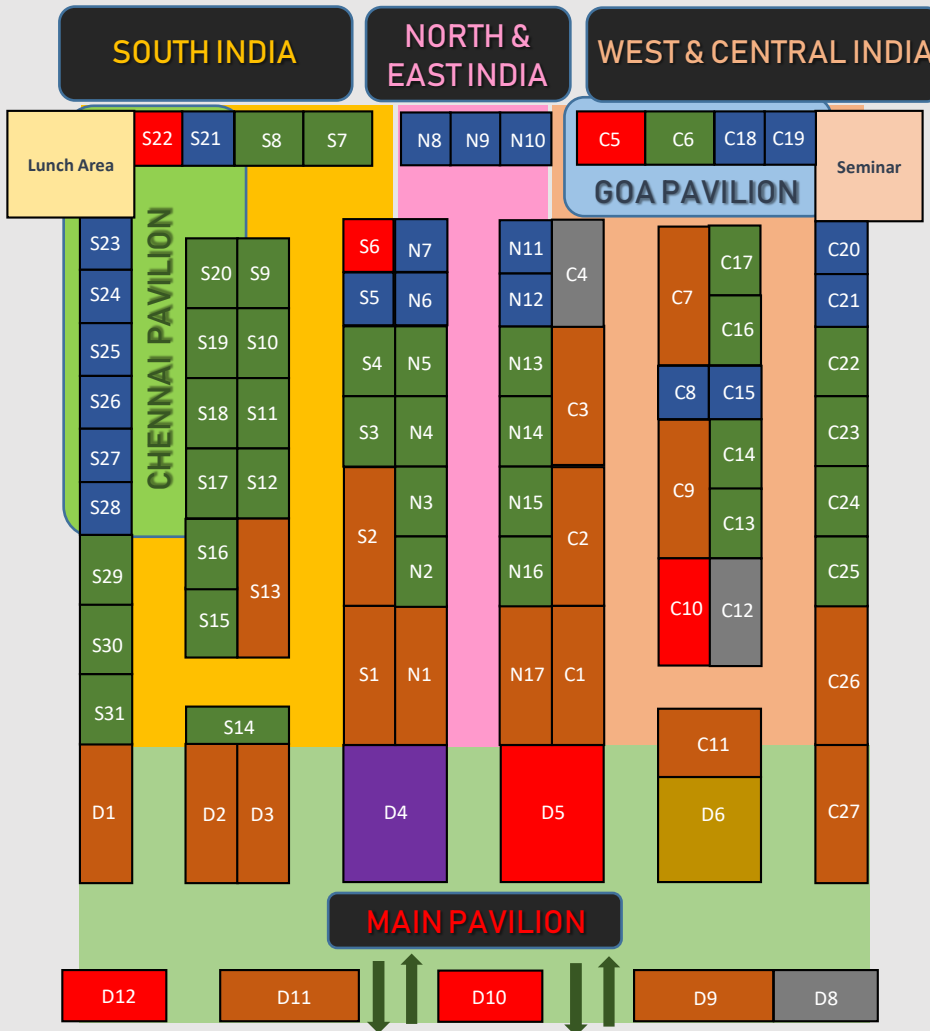 SOUTH INDIA
NORTH &
EAST INDIA
WEST & CENTRAL INDIA
Lunch Area
S22
S21
S8
S7
N8
N9
N10
C5
C6
C18
C19
Seminar
GOA PAVILION
CHENNAI PAVILION
S23
S24
S25
S26
S27
S28
S29
S30
S31
S20
S9
S19
S10
S18
S11
S17
S12
S16
S13
S15
S14
S6
N7
S5
N6
S4
N5
S3
N4
S2
N3
N2
S1
N1
N11
C4
N12
N13
C3
N14
N15
C2
N16
N17
C1
C7
C17
C16
C8
C15
C9
C14
C13
C10
C12
C11
C20
C21
C22
C23
C24
C25
C26
C27
D1
D2
D3
D4
D5
D6
MAIN PAVILION
D12
D11
D10
D9
D8